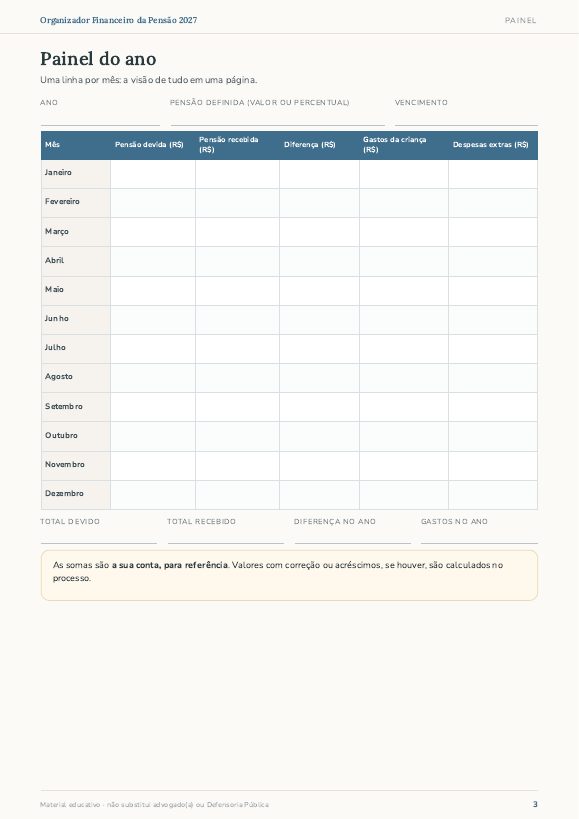 Organizador Financeiro da Pensão 2027
PAINEL
Painel do ano
Uma linha por mês: a visão de tudo em uma página.
ANO
PENSÃO DEFINIDA (VALOR OU PERCENTUAL)
VENCIMENTO
Mês
Pensão devida (R$)
Pensão recebida
(R$)
Diferença (R$)
Gastos da criança
(R$)
Despesas extras (R$)
Janeiro
Fevereiro
Março
Abril
Maio
Junho
Julho
Agosto
Setembro
Outubro
Novembro
Dezembro
TOTAL DEVIDO
TOTAL RECEBIDO
DIFERENÇA NO ANO
GASTOS NO ANO
As somas são a sua conta, para referência. Valores com correção ou acréscimos, se houver, são calculados no
processo.
Material educativo · não substitui advogado(a) ou Defensoria Pública
3